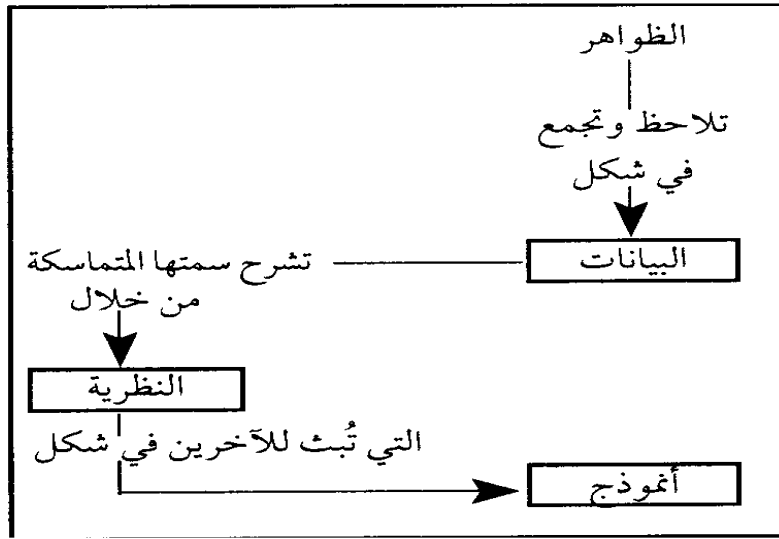 الظواهر
تلاحظ وتجمع
في شكل
البيانات
تشرح سمتها المتماسكة
من خلال
النظرية
التي تُبث للآخرين في شكل
أنموذج